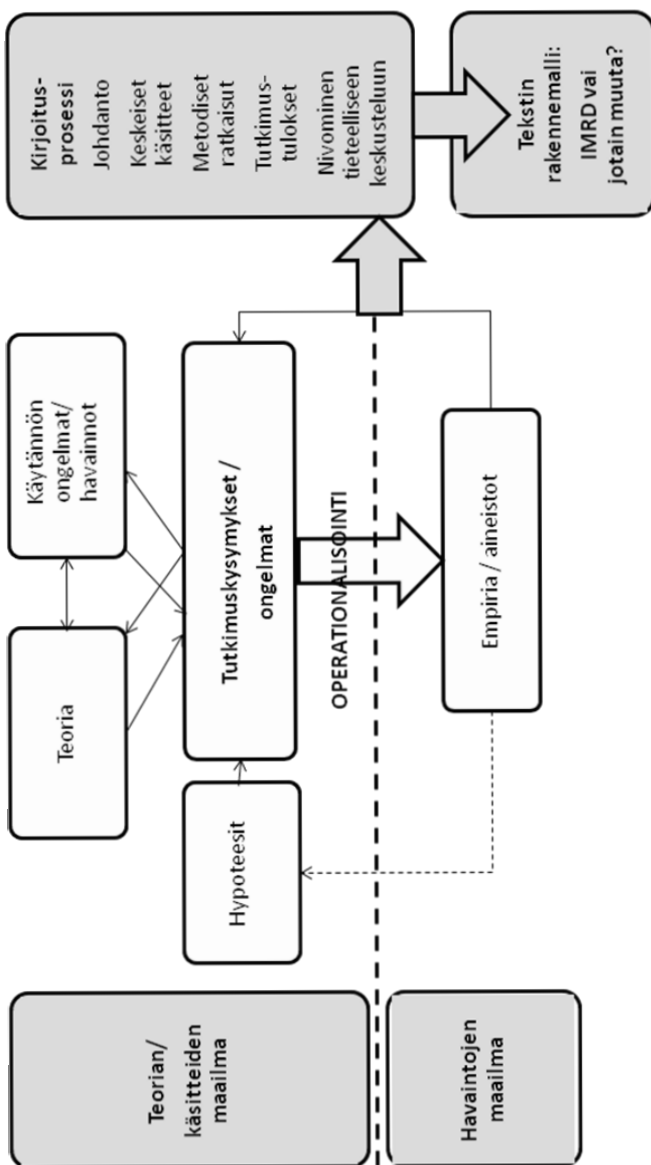 Teorian/
käsitteiden
maailma
Havaintojen
maailma
Teoria
Käytännön
ongelmat/
havainnot
Hypoteesit
Tutkimuskysymykset /
ongelmat
OPERATIONALISOINTI
Empiria / aineistot
Kirjoitus-
prosessi
Johdanto
Keskeiset
käsitteet
Metodiset
ratkaisut
Tutkimus-
tulokset
Nivominen
tieteelliseen
keskusteluun
Tekstin
rakennemalli:
IMRD vai
jotain muuta?